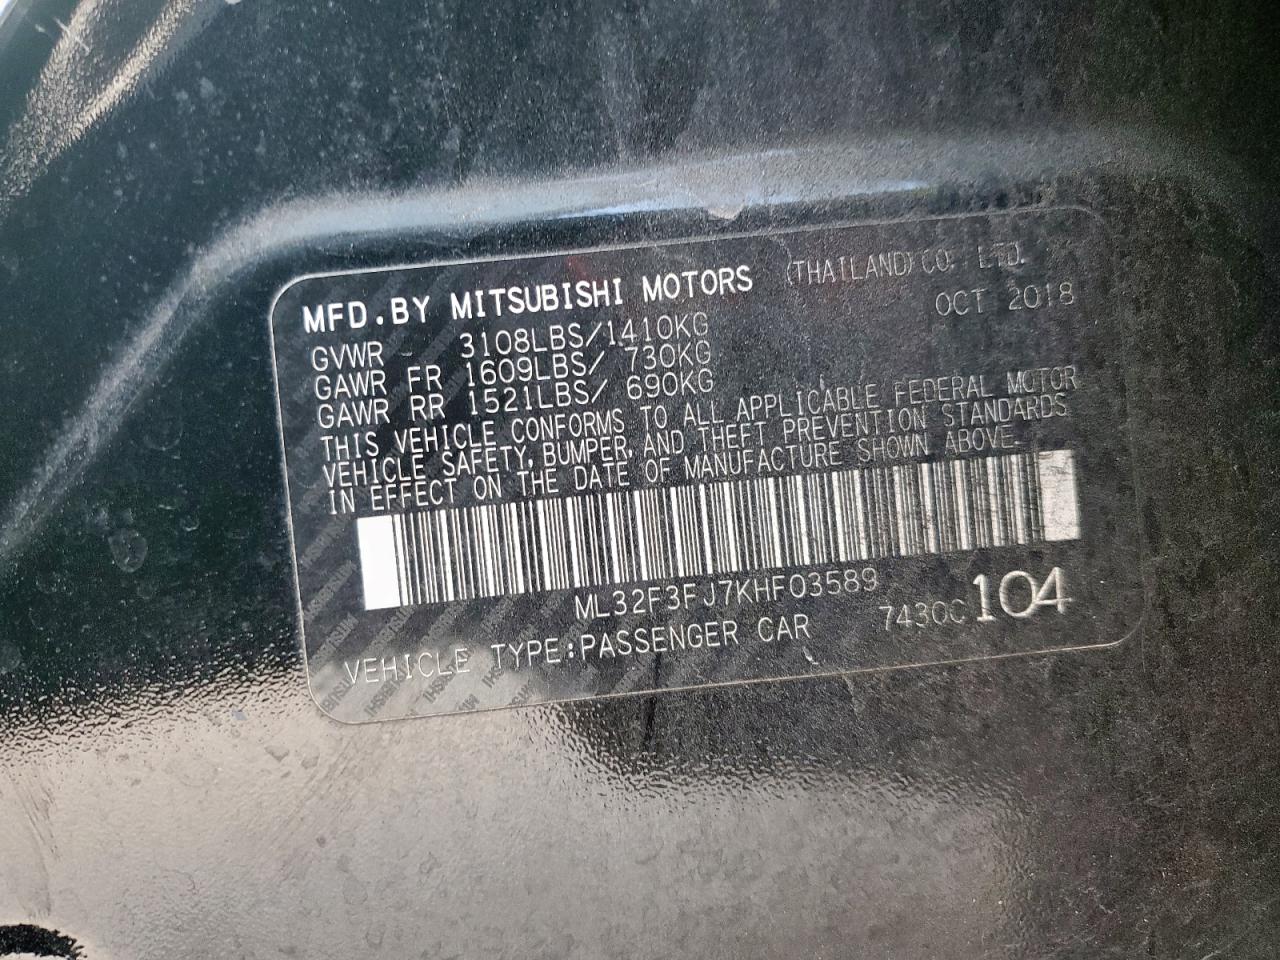 MFD.BY MITSUBISHI MOTORS (THAILAND) CO. LTD.
OCT 2018
GVWR 3108LBS/1410KG
GAWR FR 1609LBS/ 730KG
GAWR RR 1521LBS/ 690KG
THIS VEHICLE CONFORMS TO ALL APPLICABLE FEDERAL MOTOR
VEHICLE SAFETY, BUMPER, AND THEFT PREVENTION STANDARDS
IN EFFECT ON THE DATE OF MANUFACTURE SHOWN ABOVE.
ML32F3FJ7KHF03589
VEHICLE TYPE:PASSENGER CAR 7430C 104